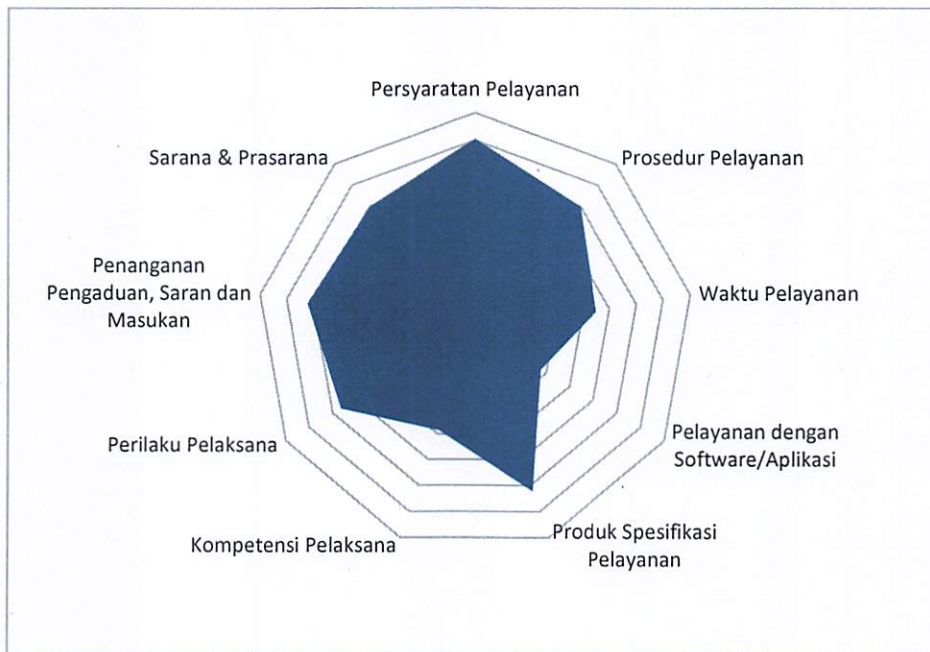 Persyaratan Pelayanan
Prosedur Pelayanan
Waktu Pelayanan
Pelayanan dengan
Software/Aplikasi
Produk Spesifikasi
Pelayanan
Kompetensi Pelaksana
Perilaku Pelaksana
Penanganan
Pengaduan, Saran dan
Masukan
Sarana & Prasarana